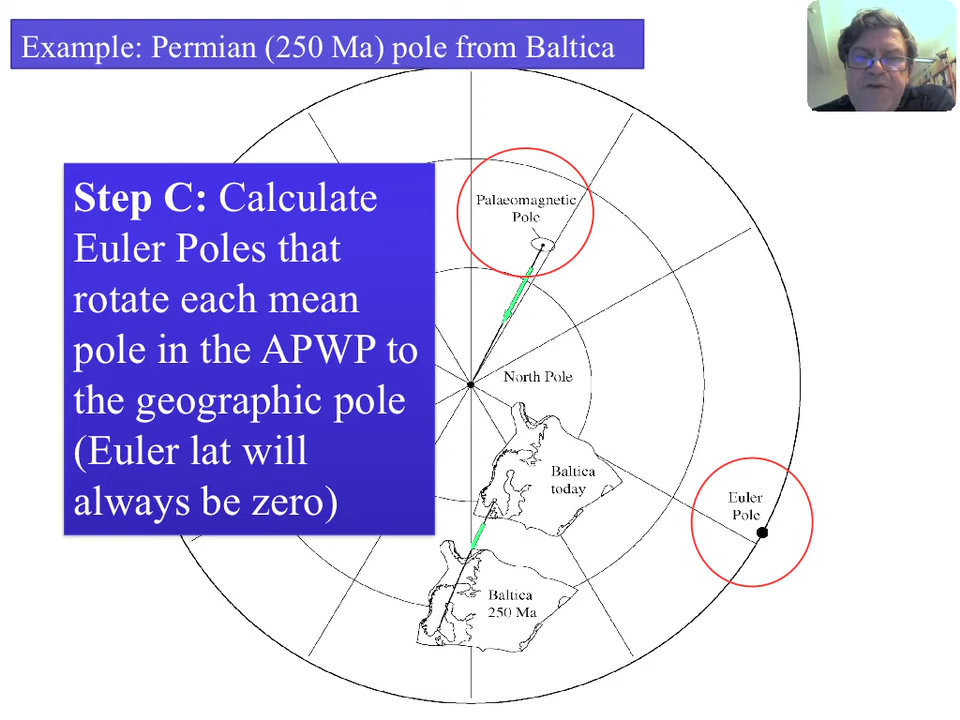 Example: Permian (250 Ma) pole from Baltica
Step C: Calculate
Euler Poles that
rotate each mean
pole in the APWP to
the geographic pole
(Euler lat will
always be zero)
Palaeomagnetic
Pole
North Pole
Baltica
today
Euler
Pole
Baltica
250 Ma